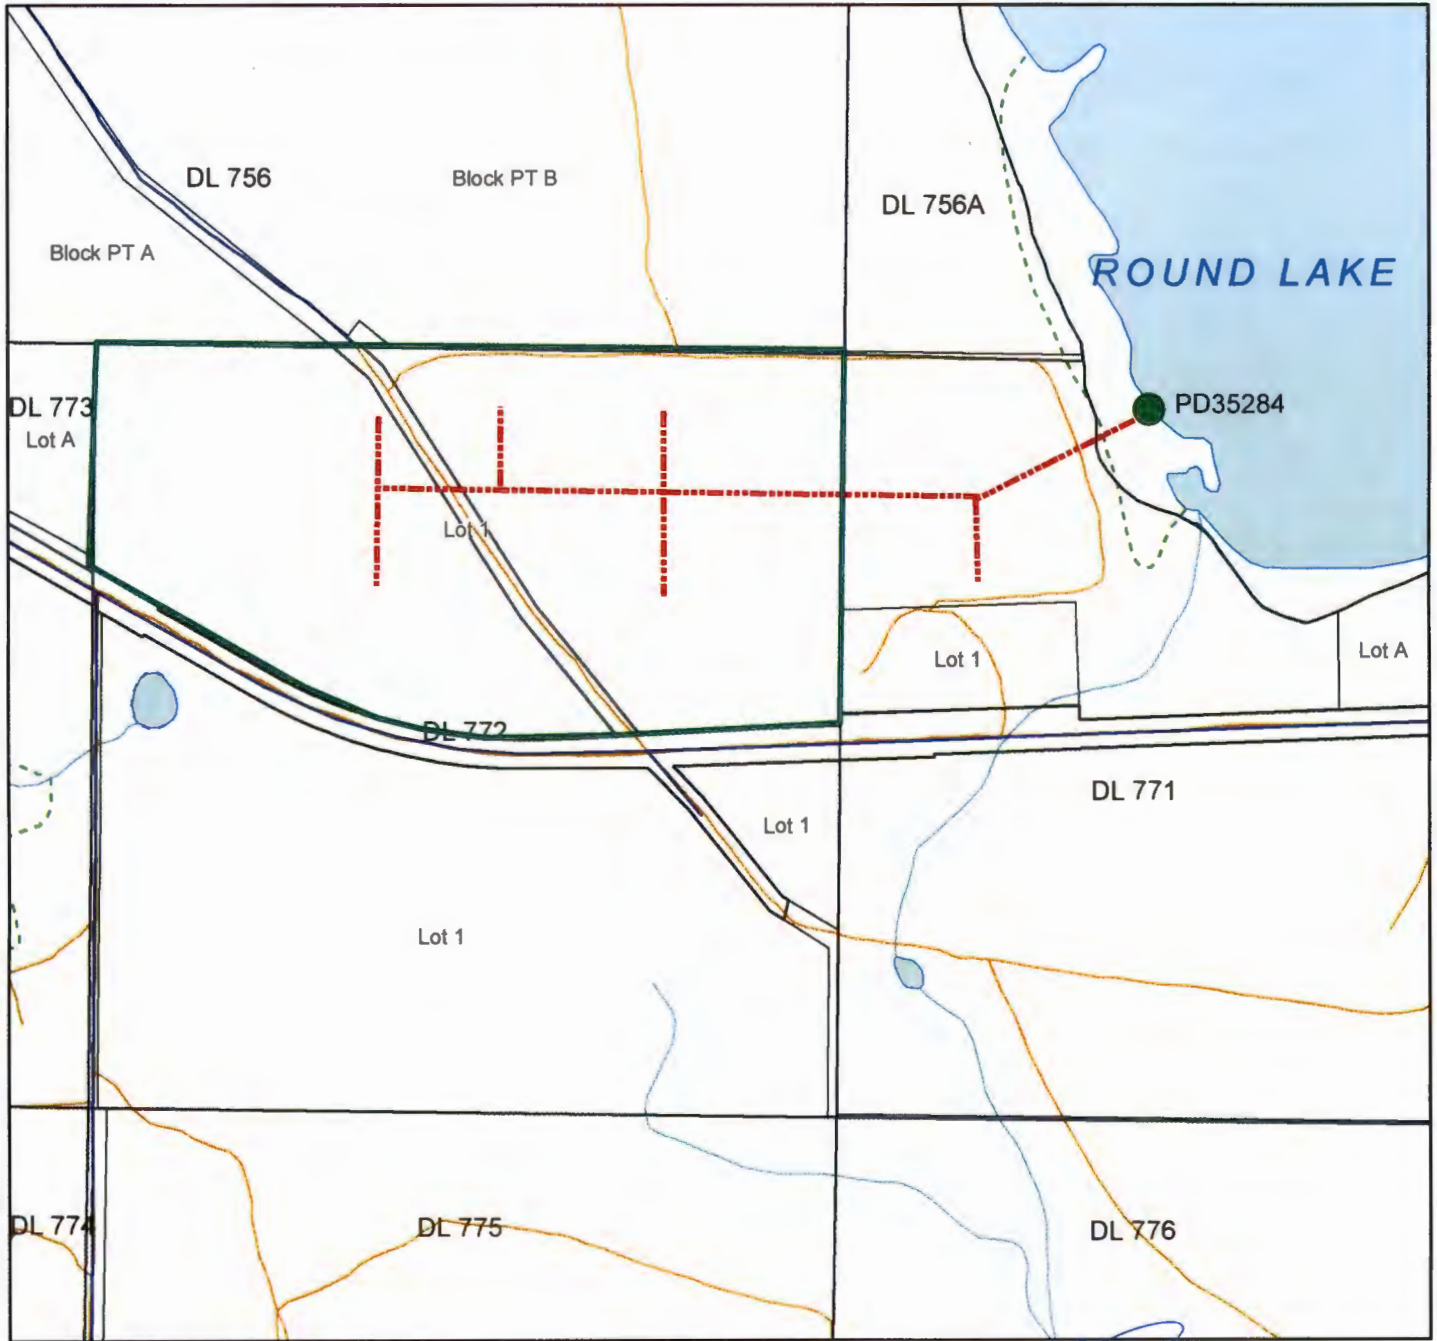 DL 756
Block PT B
DL 756A
Block PT A
ROUND LAKE
DL 773
Lot A
PD35284
Lot 1
Lot 1
Lot A
DL 772
DL 771
Lot 1
Lot 1
DL 774
DL 775
DL 776